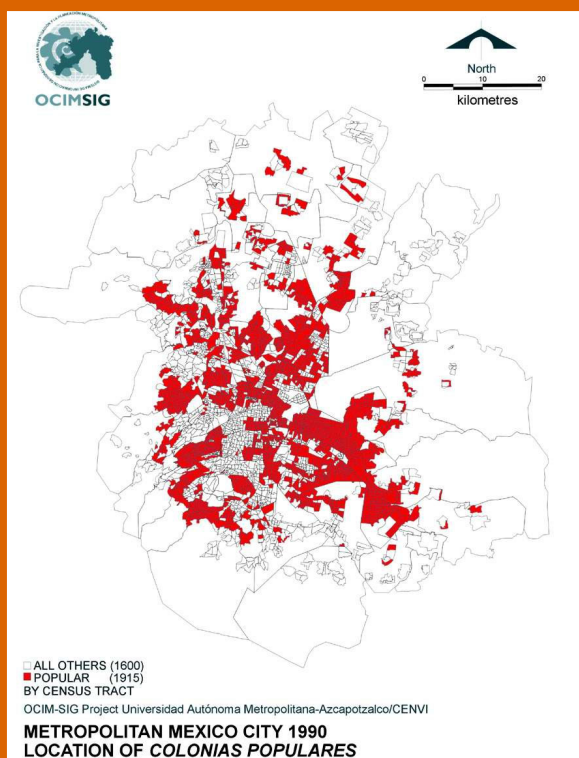 OCIMSIG
North
0 10 20
kilometres
ALL OTHERS (1600)
POPULAR (1915)
BY CENSUS TRACT
OCIM-SIG Project Universidad Autónoma Metropolitana-Azcapotzalco/CENVI
METROPOLITAN MEXICO CITY 1990
LOCATION OF COLONIAS POPULARES